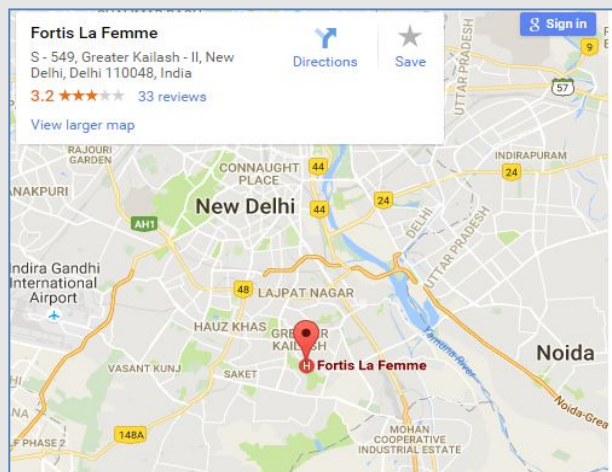 Fortis La Femme
S - 549, Greater Kailash - II, New
Delhi, Delhi 110048, India
3.2 33 reviews
View larger map
Directions
Save
Sign in
9
57
UTTAR PRADESH
RAJOURI
GARDEN
CONNAUGHT
PLACE
44
INDIRAPURAM
24
ANAKPURI
New Delhi
44
24
AH1
DELHI
UTTAR PRADESH
Indira Gandhi
International
Airport
48
LAJPAT NAGAR
Yamuna River
HAUZ KHAS
GREATER
KAILASH
H Fortis La Femme
Noida
VASANT KUNJ
SAKET
Noida-Grea
LF PHASE 2
148A
MOHAN
COOPERATIVE
INDUSTRIAL ESTATE